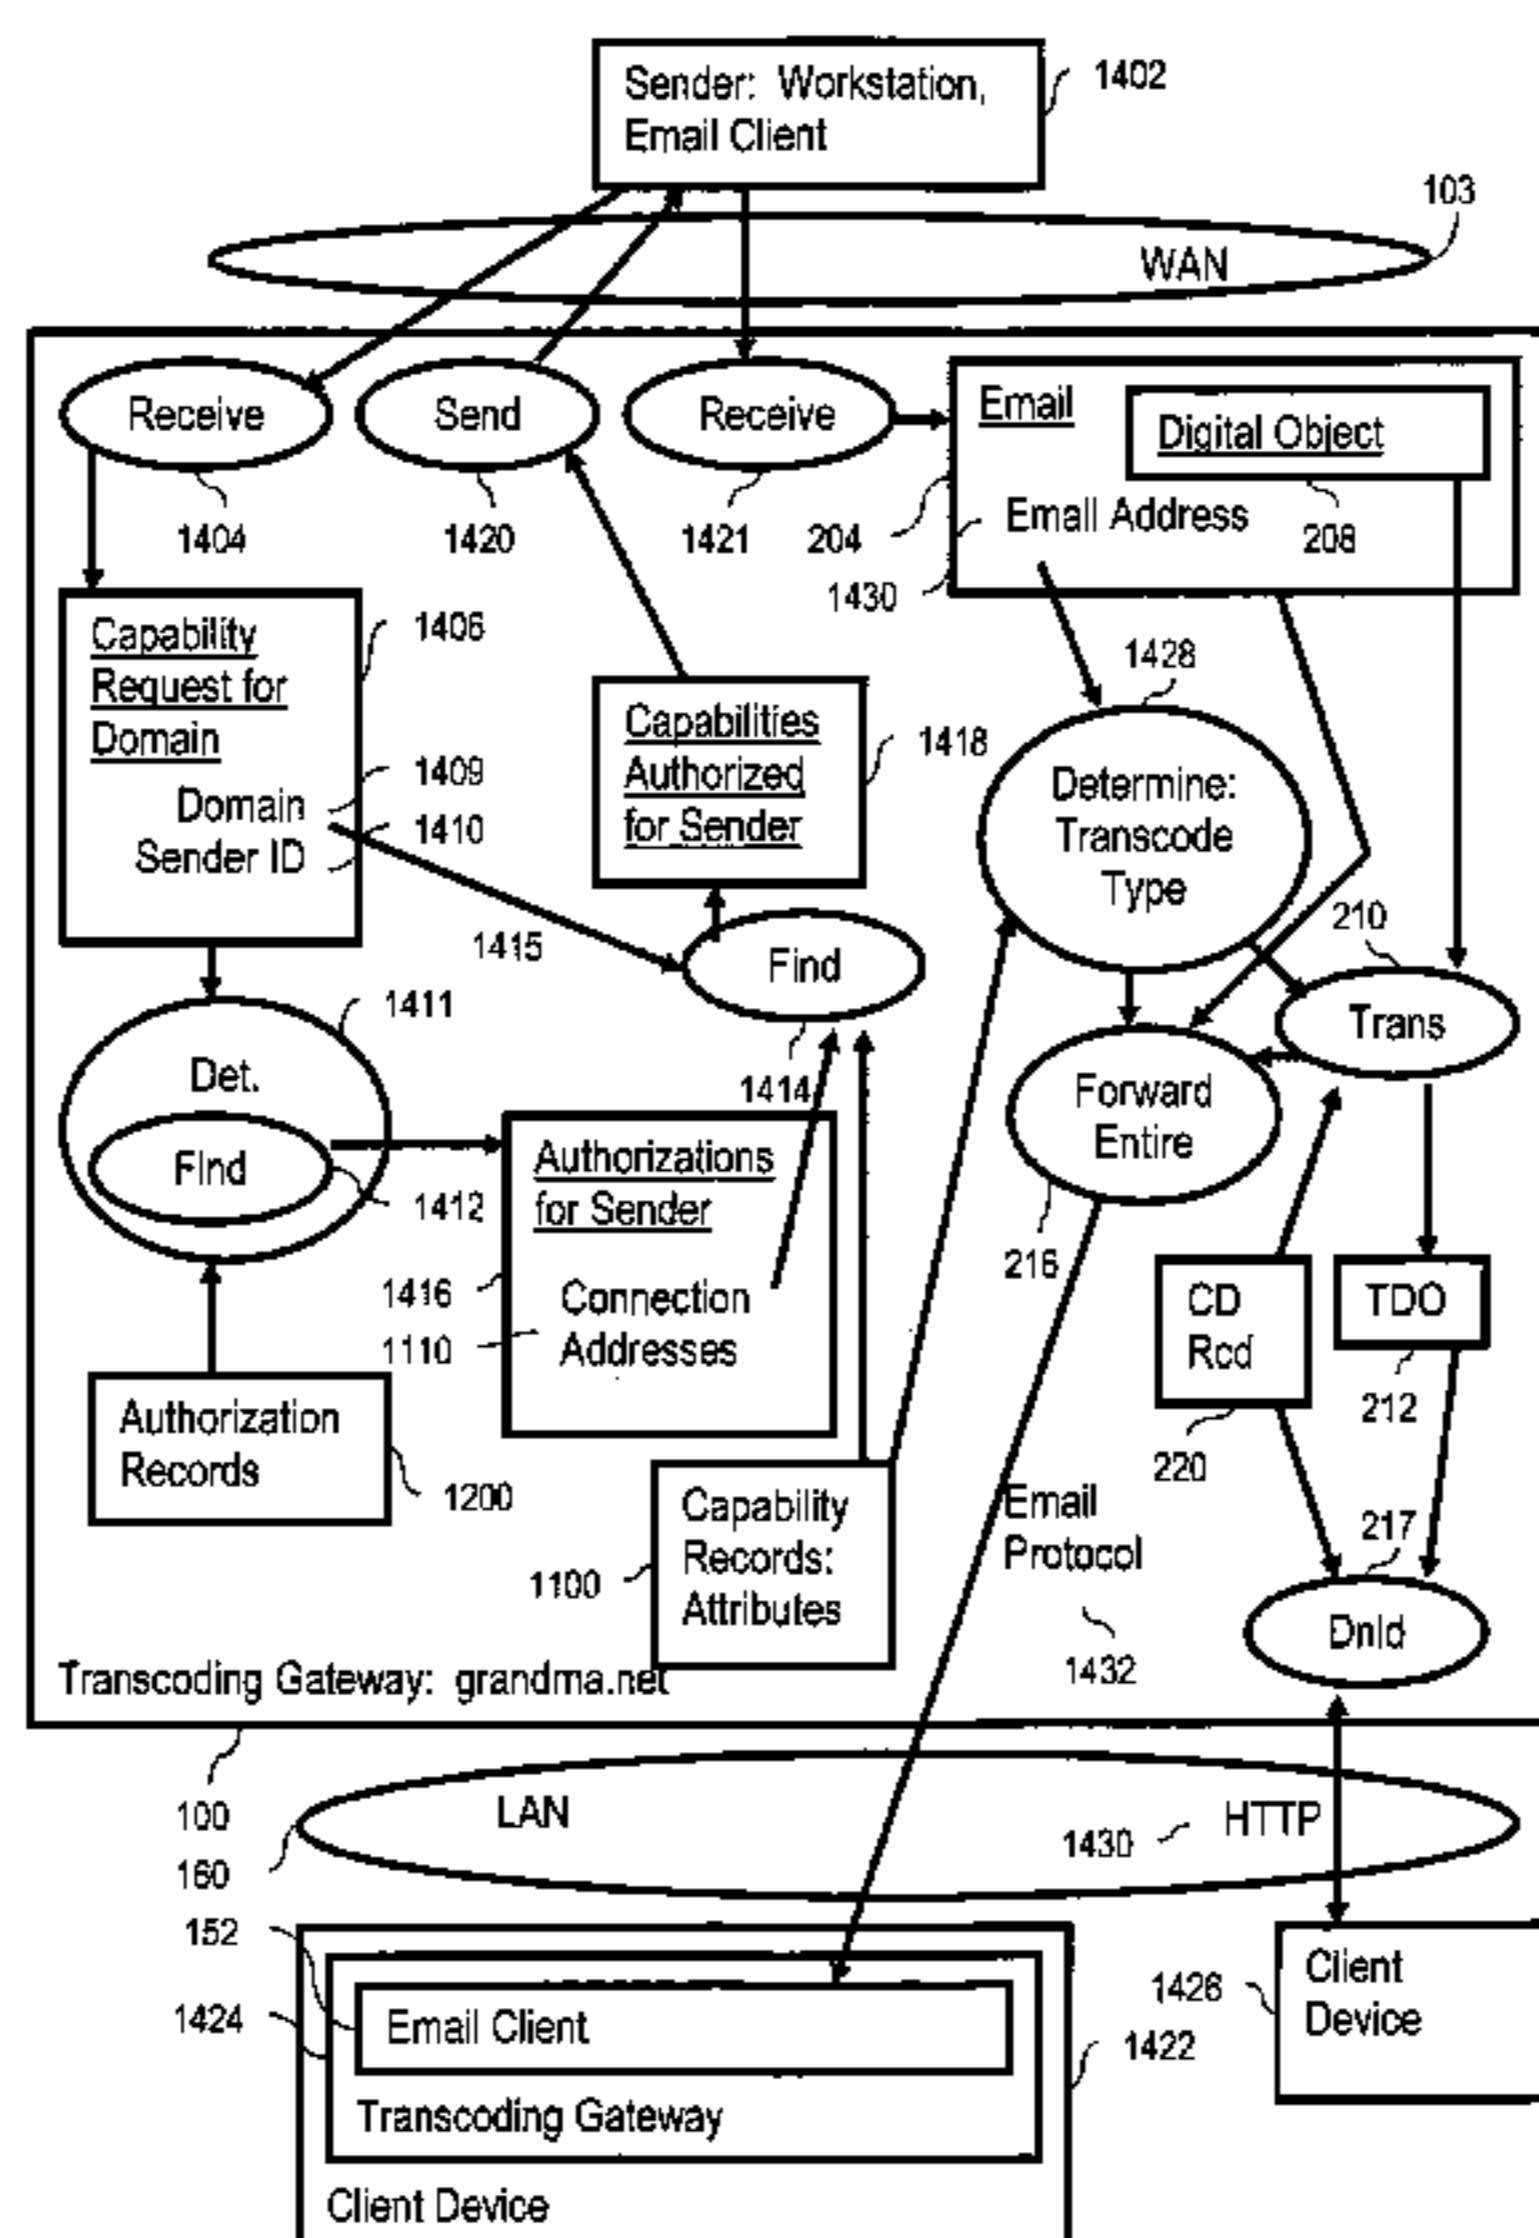 Sender: Workstation,
Email Client
1402
103
WAN
Receive
Send
Receive
Email
Digital Object
Email Address
1404
1420
1421
204
208
1430
Capability
Request for
Domain
1406
1409
Domain
1410
Sender ID
Capabilities
Authorized
for Sender
1418
1428
Determine:
Transcode
Type
210
1415
Find
Trans
1411
Det.
FInd
1412
1414
Forward
Entire
Authorizations
for Sender
216
1416
Connection
1110
Addresses
CD
Rcd
TDO
212
220
Authorization
Records
1200
Capability
Records:
Attributes
1100
Email
Protocol
217
Dnld
1432
Transcoding Gateway: grandma.net
100
LAN
HTTP
1430
160
152
Email Client
1424
Client
Device
1426
1422
Transcoding Gateway
Client Device